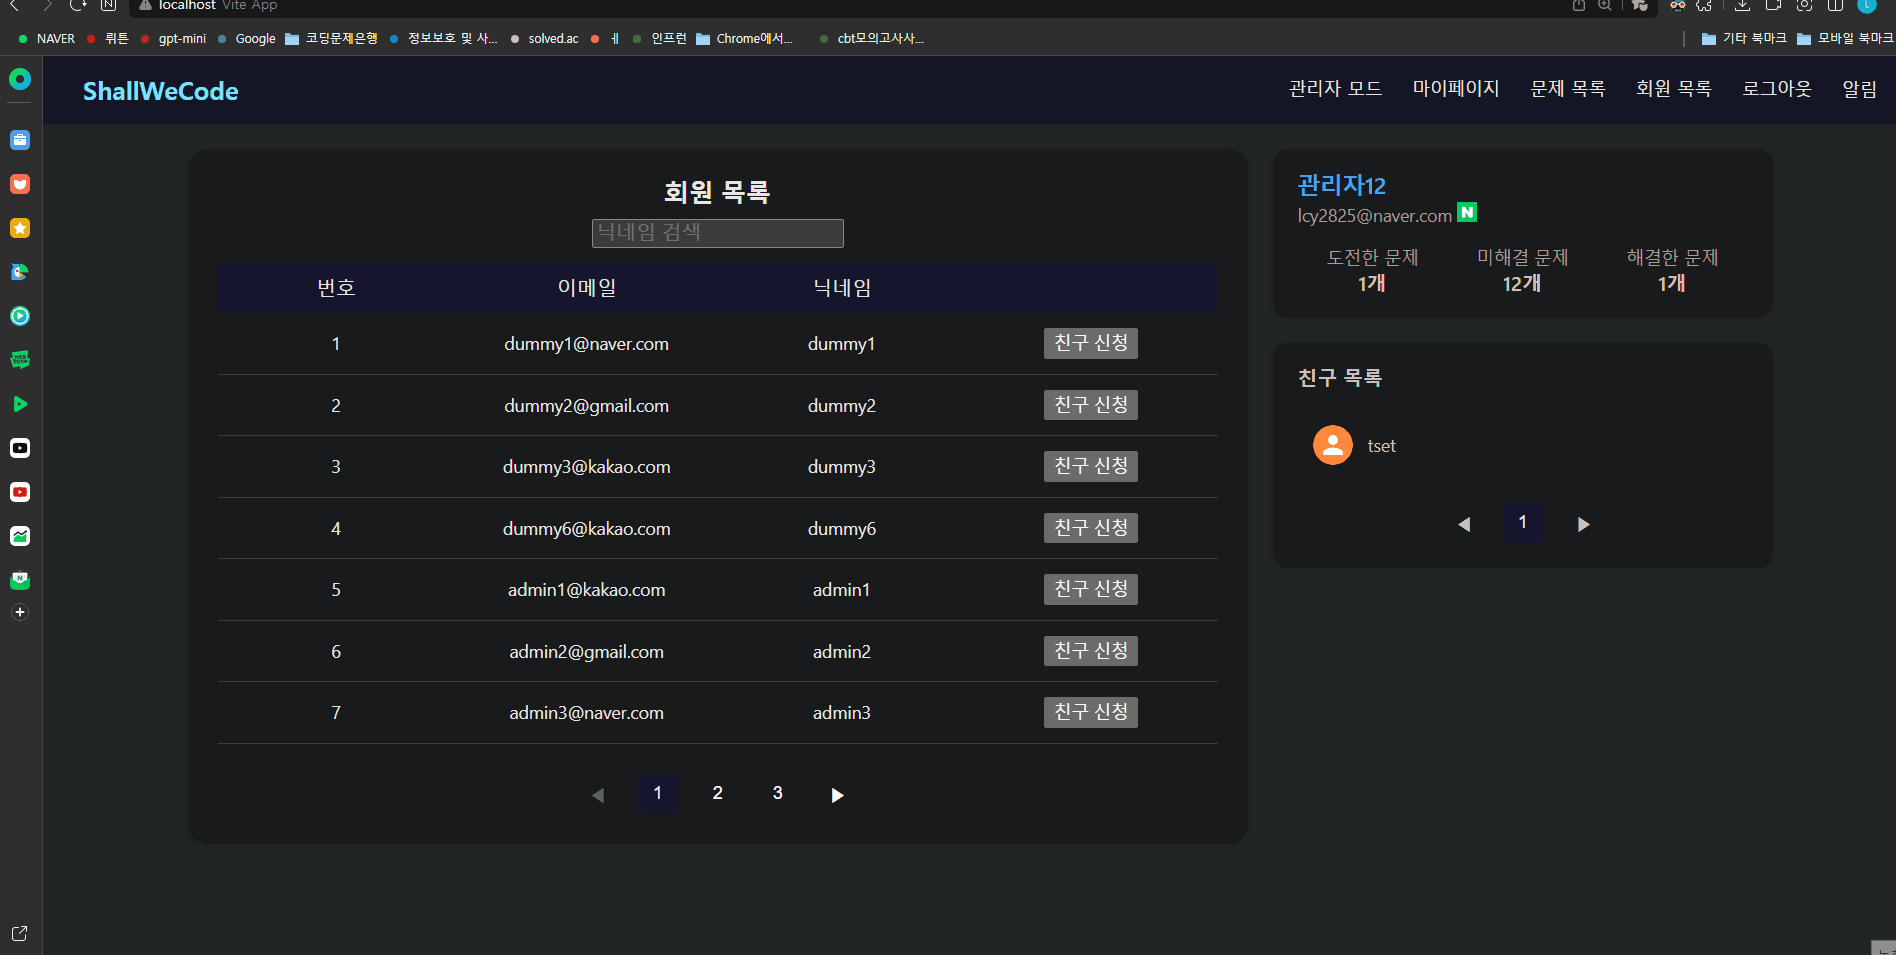 localhost Vite App
NAVER 뤼튼 gpt-mini Google 코딩문제은행 정보보호 및 사... solved.ac ㅔ 인프런 Chrome에서... cbt모의고사사... 기타 북마크 모바일 북마크
ShallWeCode
관리자 모드 마이페이지 문제 목록 회원 목록 로그아웃 알림
회원 목록
닉네임 검색
번호 이메일 닉네임
1 dummy1@naver.com dummy1 친구 신청
2 dummy2@gmail.com dummy2 친구 신청
3 dummy3@kakao.com dummy3 친구 신청
4 dummy6@kakao.com dummy6 친구 신청
5 admin1@kakao.com admin1 친구 신청
6 admin2@gmail.com admin2 친구 신청
7 admin3@naver.com admin3 친구 신청
◀ 1 2 3 ▶
관리자12
lcy2825@naver.com N
도전한 문제 미해결 문제 해결한 문제
1개 12개 1개
친구 목록
tset
◀ 1 ▶